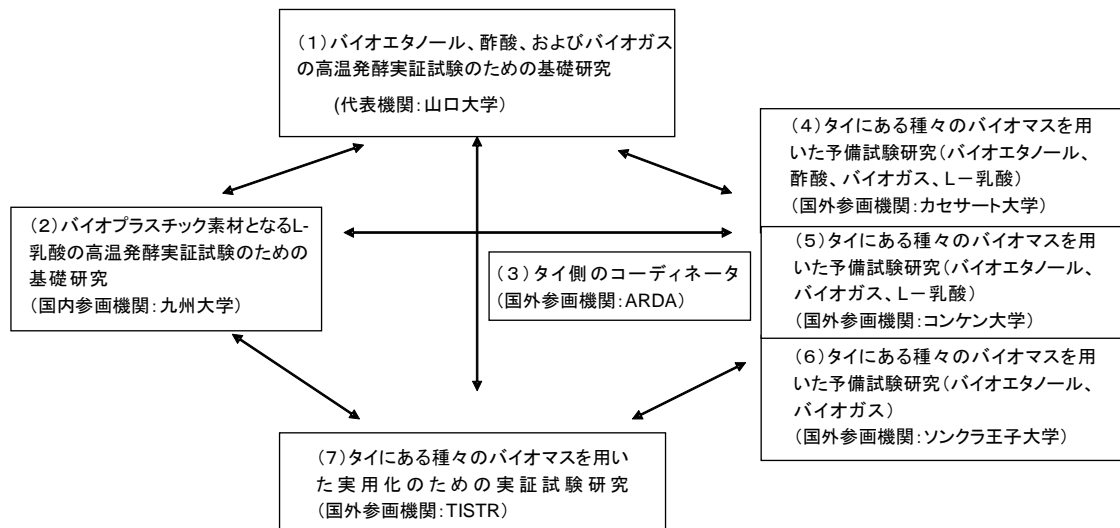 （１）バイオエタノール、酢酸、およびバイオガス
の高温発酵実証試験のための基礎研究
(代表機関：山口大学）
（２）バイオプラスチック素材となるL-
乳酸の高温発酵実証試験のための
基礎研究
（国内参画機関：九州大学）
（３）タイ側のコーディネータ
（国外参画機関：ARDA）
（４）タイにある種々のバイオマスを用
いた予備試験研究（バイオエタノール、
酢酸、バイオガス、L－乳酸）
（国外参画機関：カセサート大学）
（５）タイにある種々のバイオマスを用
いた予備試験研究（バイオエタノール、
バイオガス、L－乳酸）
（国外参画機関：コンケン大学）
（６）タイにある種々のバイオマスを用
いた予備試験研究（バイオエタノール、
バイオガス）
（国外参画機関：ソンクラ王子大学）
（７）タイにある種々のバイオマスを用い
た実用化のための実証試験研究
（国外参画機関：TISTR）